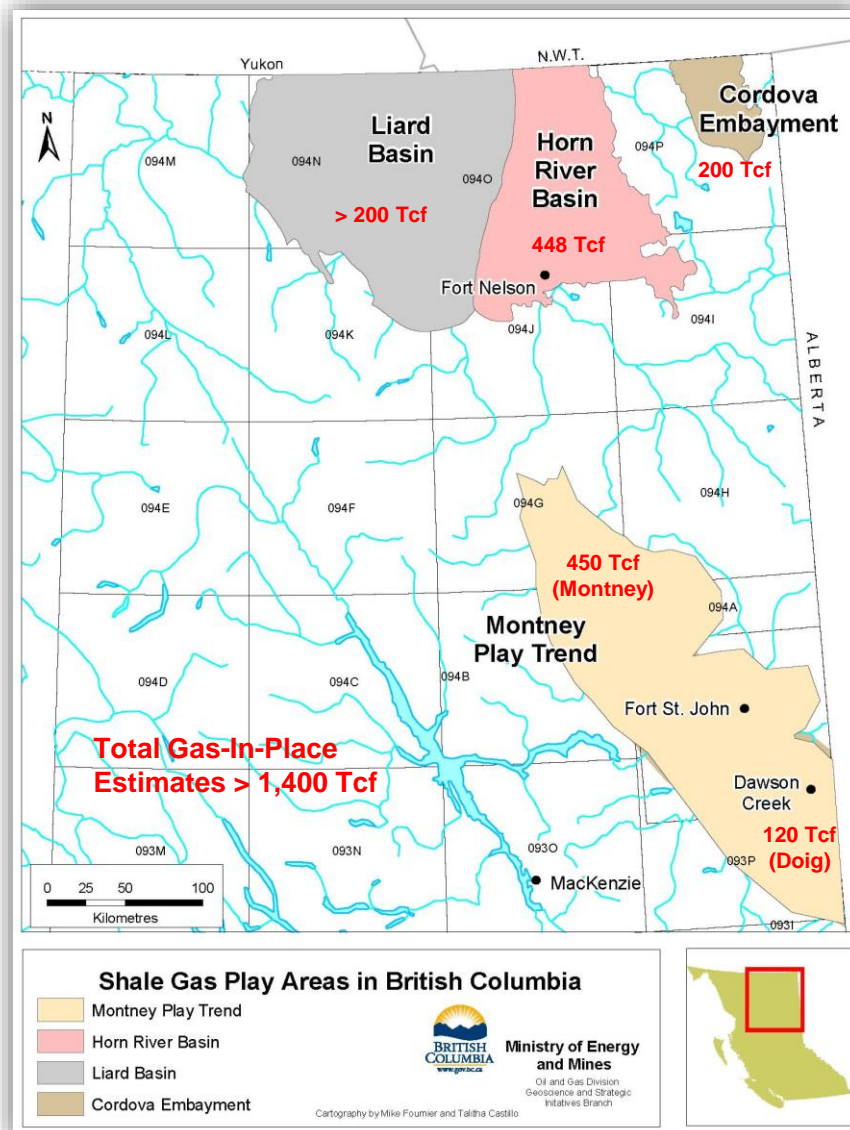 Yukon
N.W.T.
N
094M
094N
Liard
Basin
094O
Horn
River
Basin
094P
Cordova
Embayment
200 Tcf
> 200 Tcf
448 Tcf
Fort Nelson
094L
094K
094J
094I
ALBERTA
094E
094F
094G
094H
450 Tcf
(Montney)
094A
Montney
Play Trend
094D
094C
094B
Fort St. John
Total Gas-In-Place
Estimates > 1,400 Tcf
Dawson
Creek
120 Tcf
(Doig)
093M
093N
093O
093P
MacKenzie
093I
0 25 50 100
Kilometres
Shale Gas Play Areas in British Columbia
Montney Play Trend
Horn River Basin
Liard Basin
Cordova Embayment
BRITISH
COLUMBIA
www.gov.bc.ca
Ministry of Energy
and Mines
Oil and Gas Division
Geoscience and Strategic
Initatives Branch
Cartography by Mike Fournier and Talitha Castillo